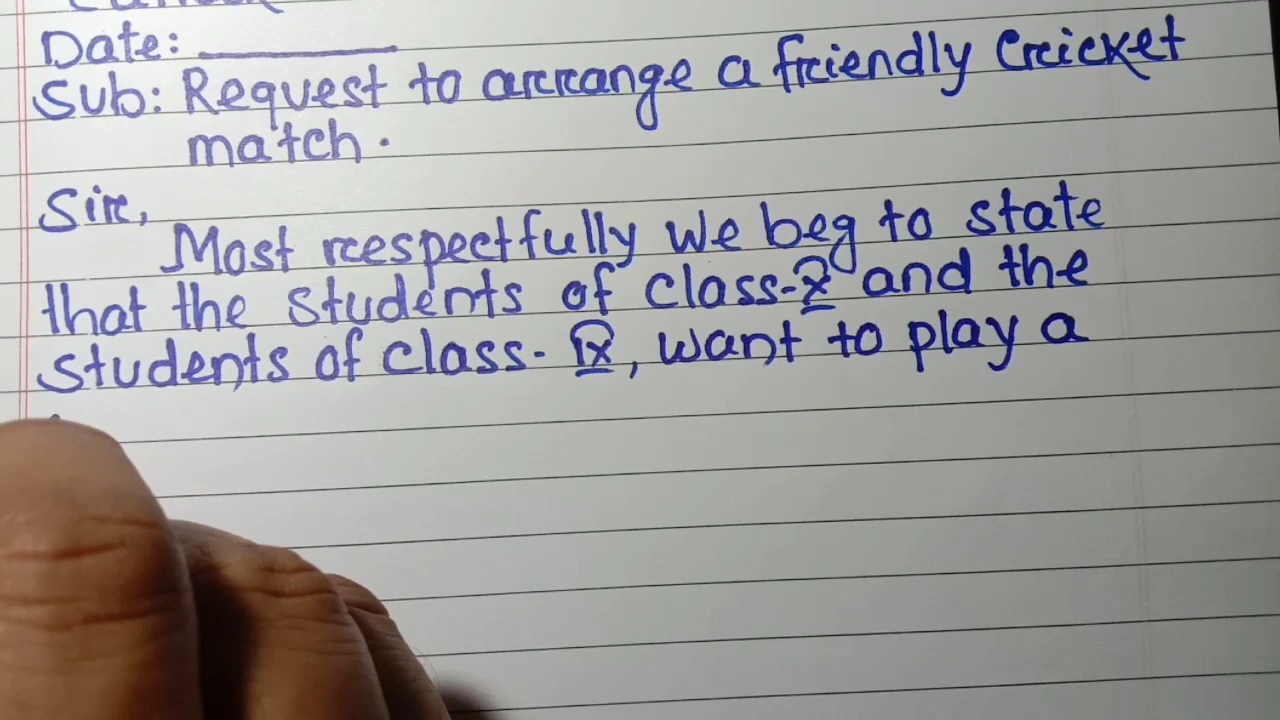 Date: ________
Sub: Request to arrange a friendly Cricket
match.
Sir,
Most respectfully we beg to state
that the students of class-X and the
students of class-IX, want to play a